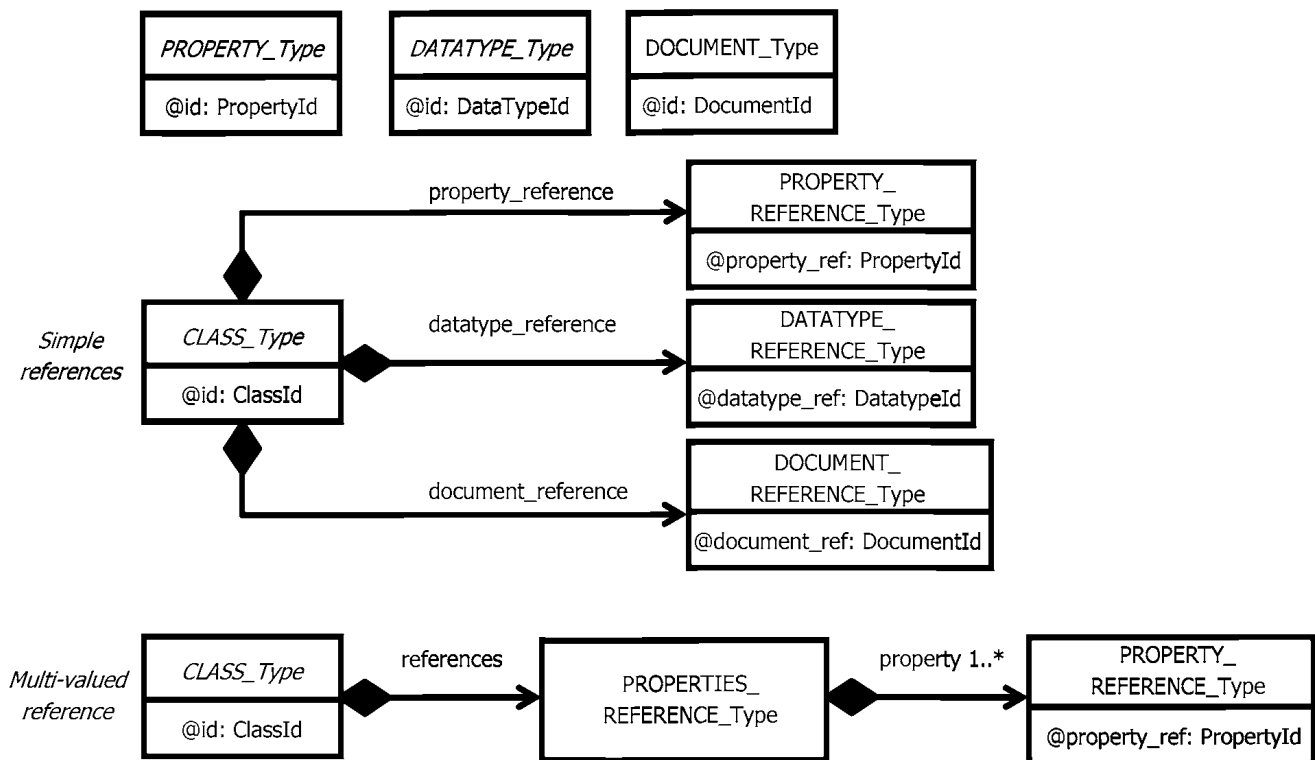 PROPERTY_Type
@id: PropertyId
DATATYPE_Type
@id: DataTypeId
DOCUMENT_Type
@id: DocumentId
property_reference
PROPERTY_
REFERENCE_Type
@property_ref: PropertyId
Simple
references
CLASS_Type
@id: ClassId
datatype_reference
DATATYPE_
REFERENCE_Type
@datatype_ref: DatatypeId
document_reference
DOCUMENT_
REFERENCE_Type
@document_ref: DocumentId
Multi-valued
reference
CLASS_Type
@id: ClassId
references
PROPERTIES_
REFERENCE_Type
property 1..*
PROPERTY_
REFERENCE_Type
@property_ref: PropertyId